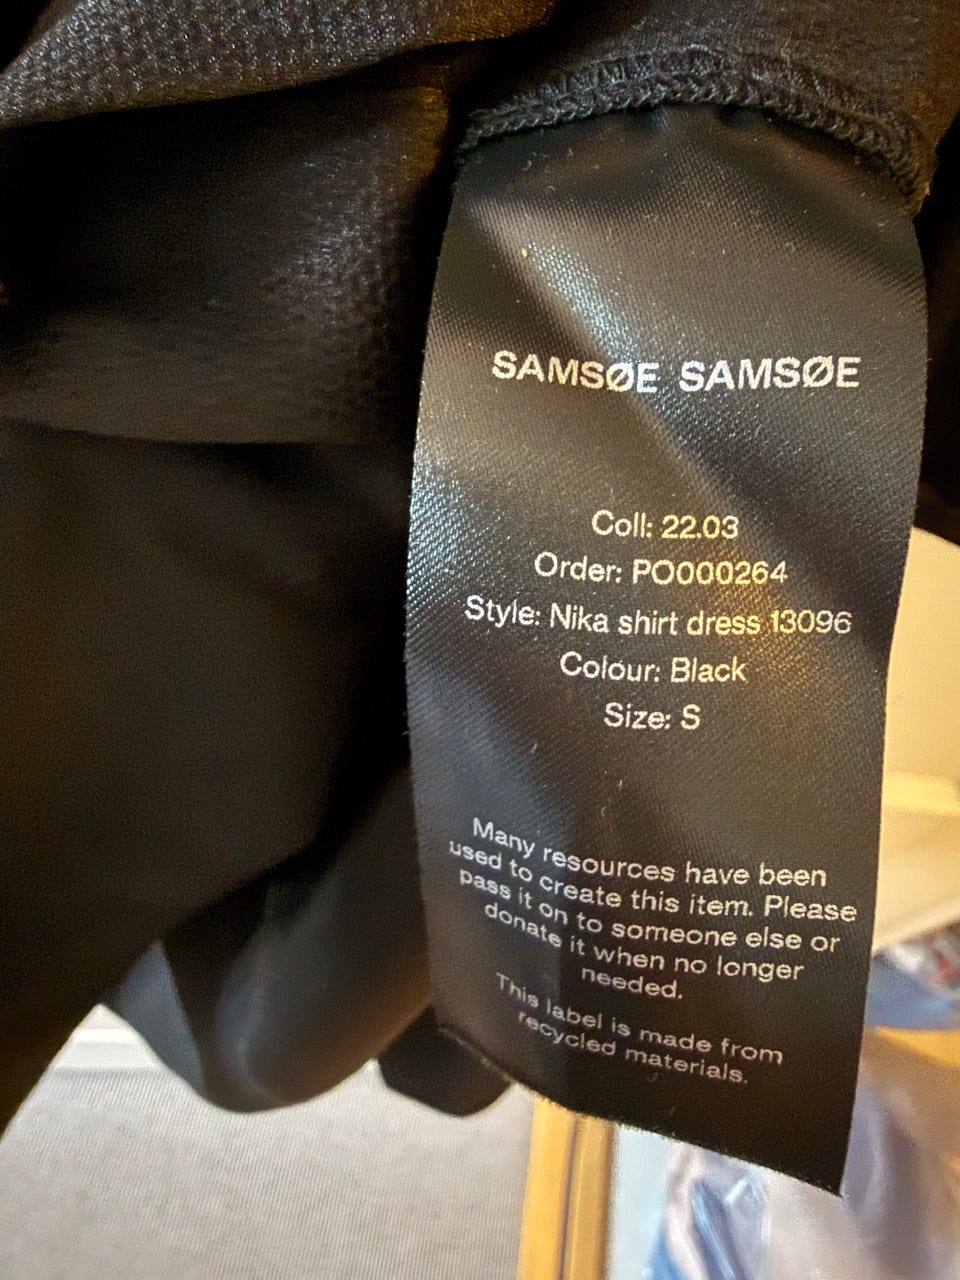 SAMSØE SAMSØE
Coll: 22.03
Order: PO000264
Style: Nika shirt dress 13096
Colour: Black
Size: S
Many resources have been
used to create this item. Please
pass it on to someone else or
donate it when no longer
needed.
This label is made from
recycled materials.